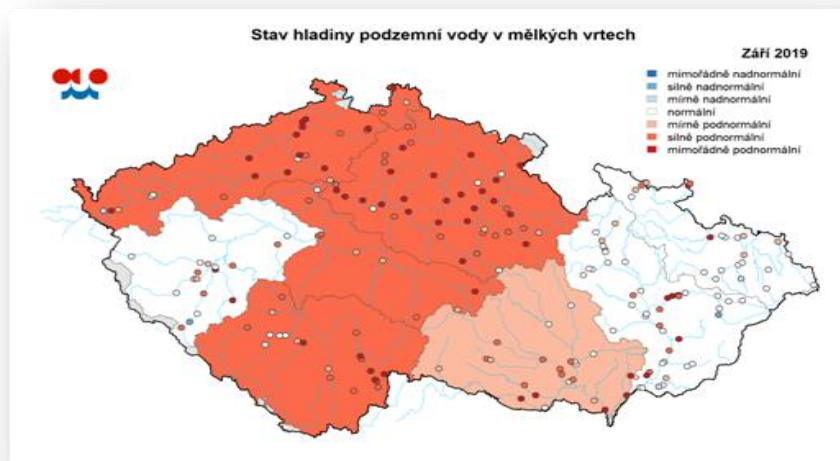 Stav hladiny podzemní vody v mělkých vrtech
Září 2019
mimořádně nadnormální
silně nadnormální
mírně nadnormální
normální
mírně podnormální
silně podnormální
mimořádně podnormální